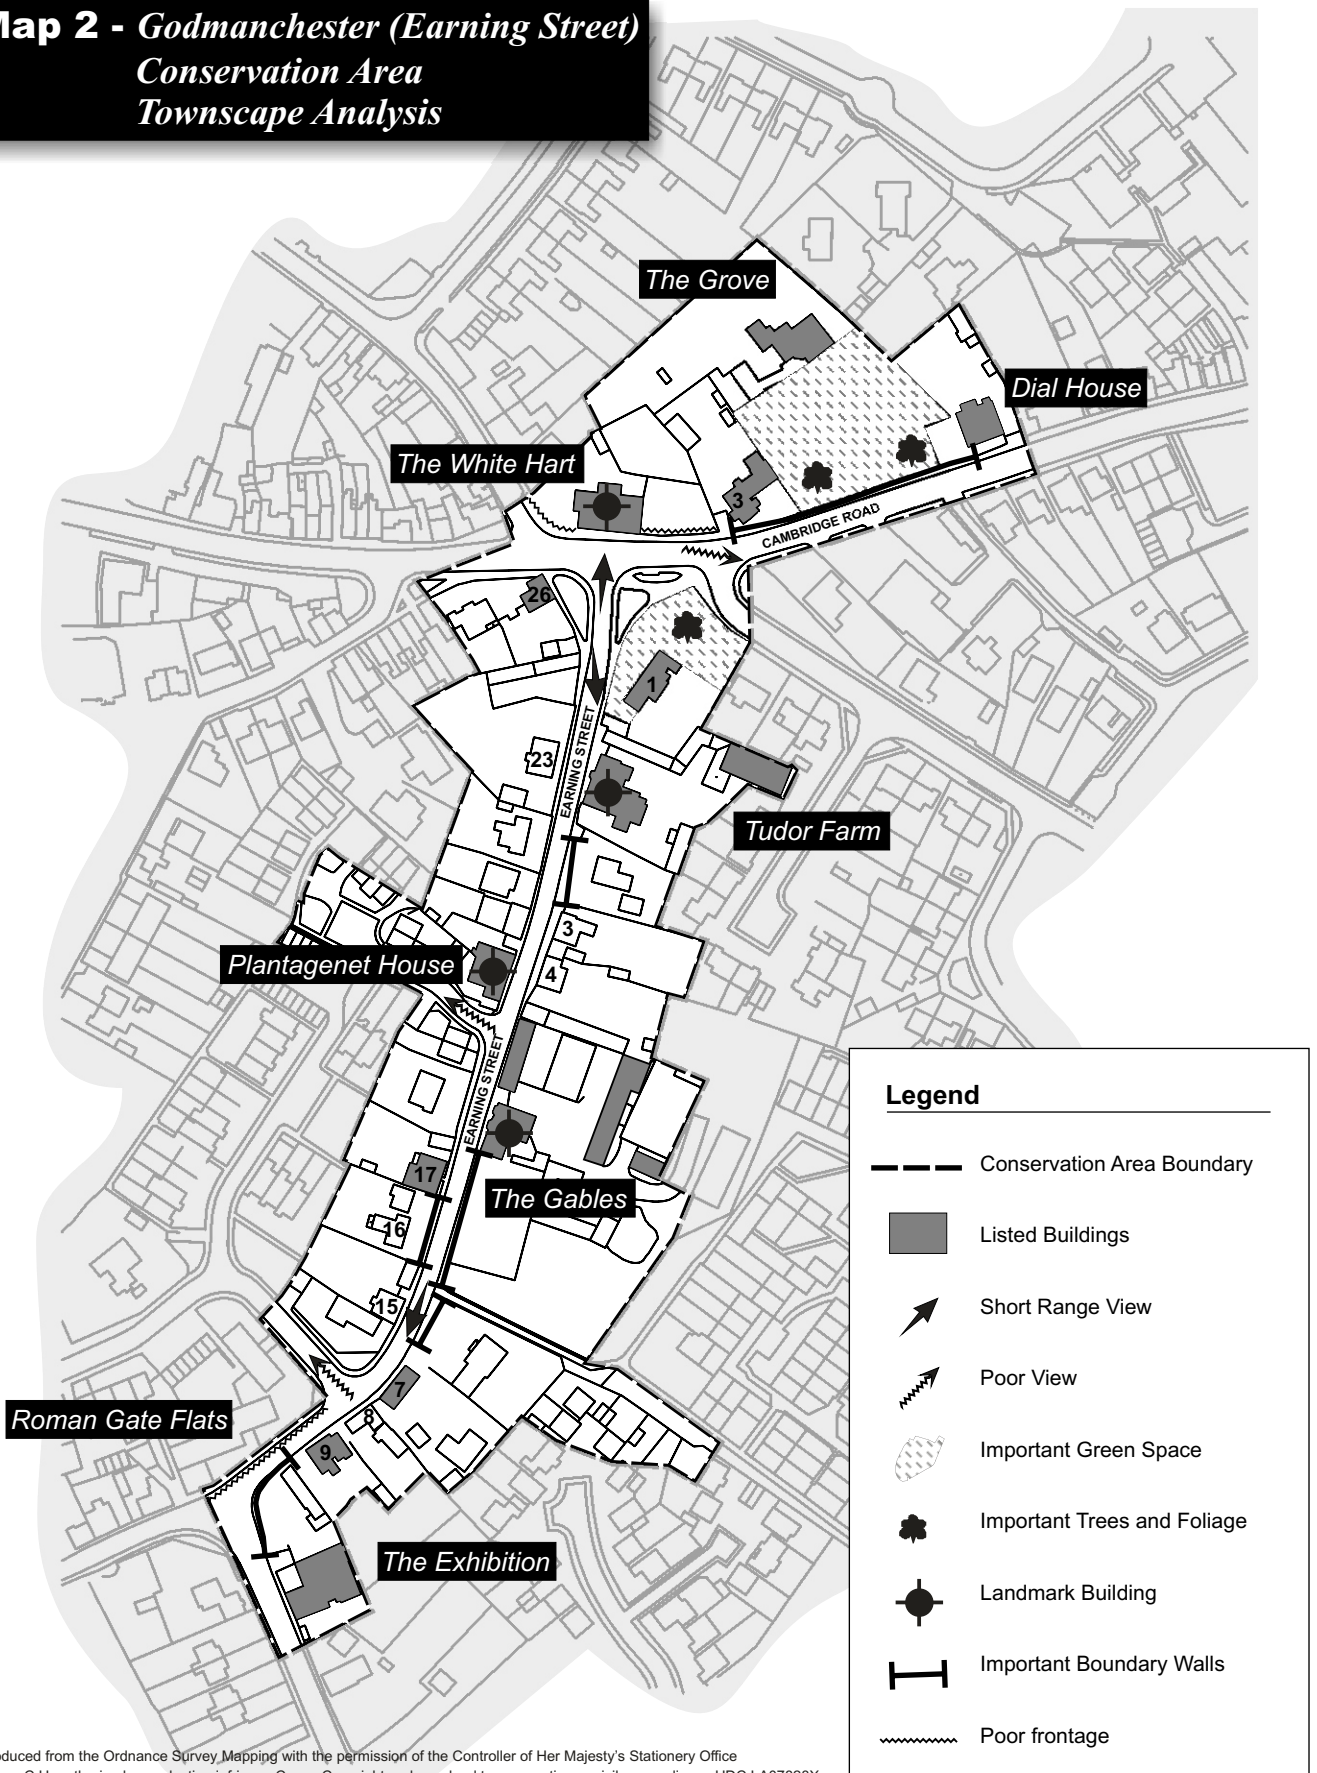 Map 2 - Godmanchester (Earning Street)
Conservation Area
Townscape Analysis
The Grove
Dial House
The White Hart
3
CAMBRIDGE ROAD
26
1
EARNING STREET
23
Tudor Farm
3
Plantagenet House
4
EARNING STREET
17
The Gables
16
15
7
Roman Gate Flats
8
9
The Exhibition
Legend
Conservation Area Boundary
Listed Buildings
Short Range View
Poor View
Important Green Space
Important Trees and Foliage
Landmark Building
Important Boundary Walls
Poor frontage
oduced from the Ordnance Survey Mapping with the permission of the Controller of Her Majesty's Stationery Office